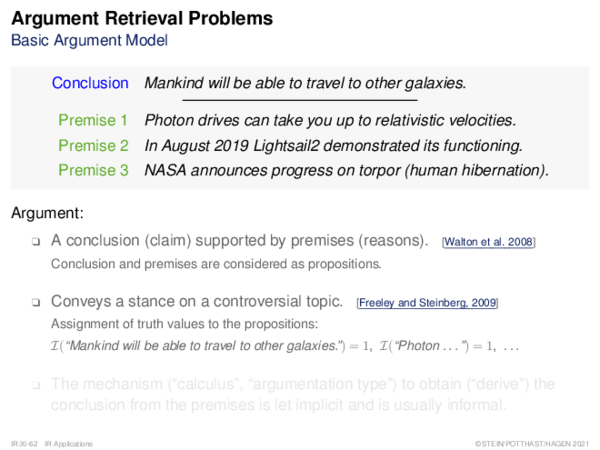 Argument Retrieval Problems
Basic Argument Model
Conclusion Mankind will be able to travel to other galaxies.
Premise 1 Photon drives can take you up to relativistic velocities.
Premise 2 In August 2019 Lightsail2 demonstrated its functioning.
Premise 3 NASA announces progress on torpor (human hibernation).
Argument:
❏ A conclusion (claim) supported by premises (reasons). [Walton et al. 2008]
Conclusion and premises are considered as propositions.
❏ Conveys a stance on a controversial topic. [Freeley and Steinberg, 2009]
Assignment of truth values to the propositions:
ℐ(“Mankind will be able to travel to other galaxies.”) = 1, ℐ(“Photon . . . ”) = 1, . . .
❏ The mechanism (“calculus”, “argumentation type”) to obtain (“derive”) the
conclusion from the premises is let implicit and is usually informal.
IR:XI-62 IR Applications ©STEIN/POTTHAST/HAGEN 2021